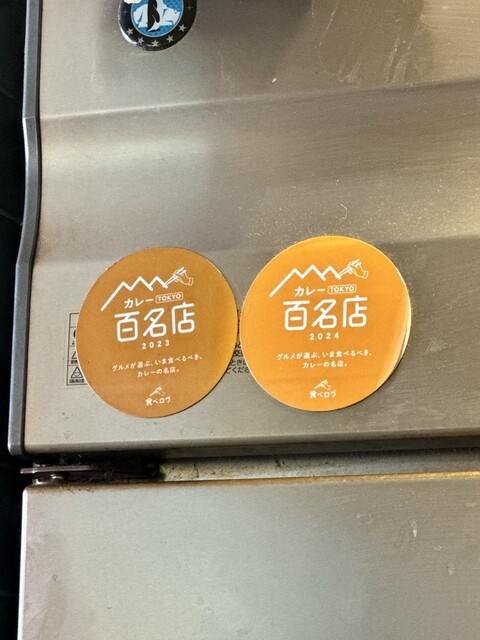 カレー TOKYO
百名店
2023
グルメが選ぶ、いま食べるべき、
カレーの名店。
食べログ
カレー TOKYO
百名店
2024
グルメが選ぶ、いま食べるべき、
カレーの名店。
食べログ